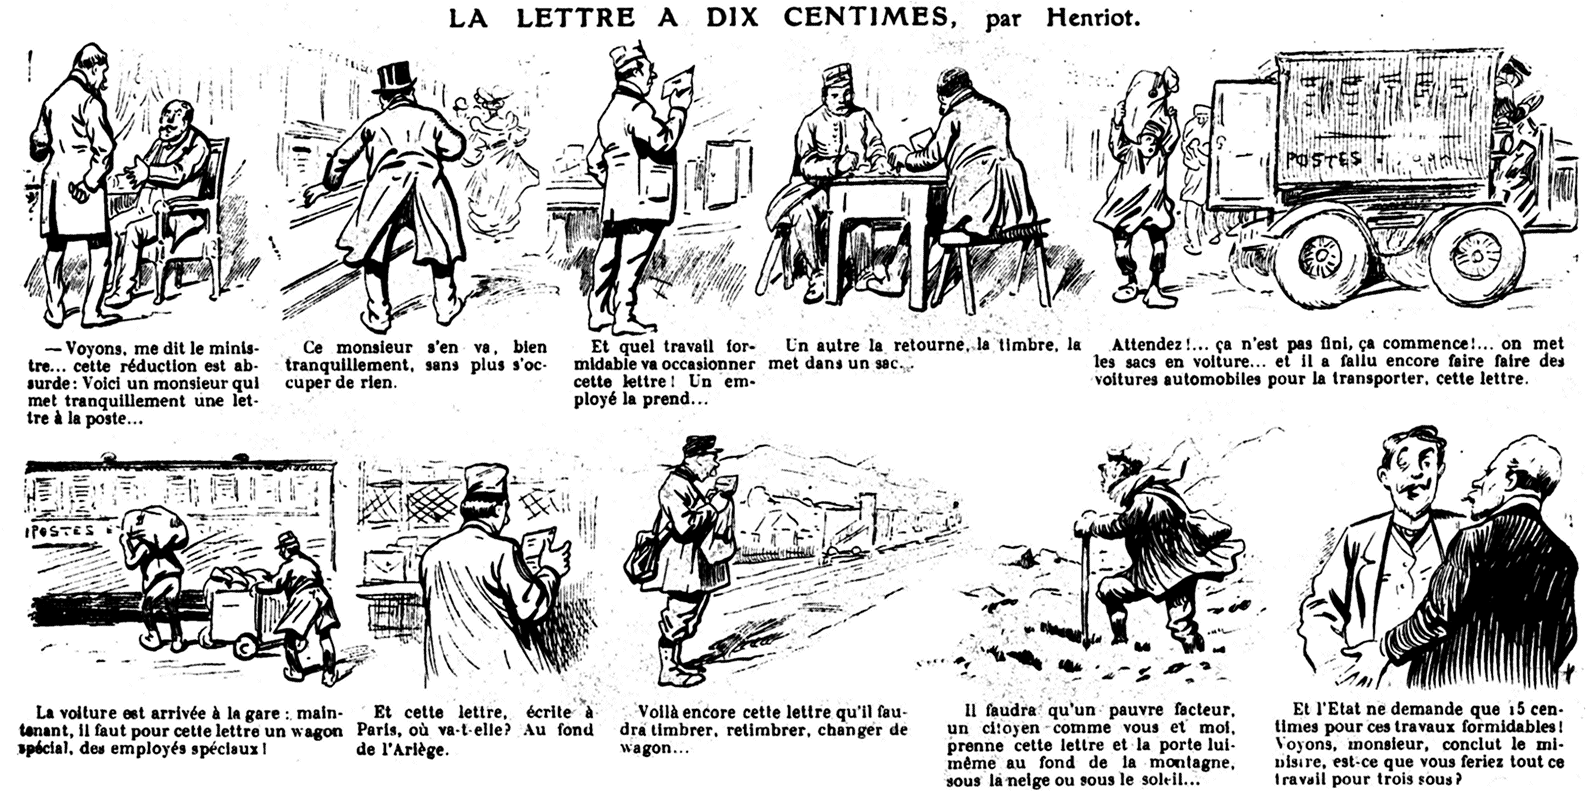 LA LETTRE A DIX CENTIMES, par Henriot.
POSTES
— Voyons, me dit le minis-
tre... cette réduction est ab-
surde : Voici un monsieur qui
met tranquillement une let-
tre à la poste...
Ce monsieur s'en va, bien
tranquillement, sans plus s'oc-
cuper de rien.
Et quel travail for-
midable va occasionner
cette lettre ! Un em-
ployé la prend...
Un autre la retourne, la timbre, la
met dans un sac...
Attendez !... ça n'est pas fini, ça commence !... on met
les sacs en voiture... et il a fallu encore faire faire des
voitures automobiles pour la transporter, cette lettre.
POSTES
La voiture est arrivée à la gare : main-
tenant, il faut pour cette lettre un wagon
spécial, des employés spéciaux !
Et cette lettre, écrite à
Paris, où va-t-elle? Au fond
de l'Ariège.
Voilà encore cette lettre qu'il fau-
dra timbrer, retimbrer, changer de
wagon...
Il faudra qu'un pauvre facteur,
un citoyen comme vous et moi,
prenne cette lettre et la porte lui-
même au fond de la montagne,
sous la neige ou sous le soleil...
Et l'Etat ne demande que 15 cen-
times pour ces travaux formidables !
Voyons, monsieur, conclut le mi-
nistre, est-ce que vous feriez tout ce
travail pour trois sous ?